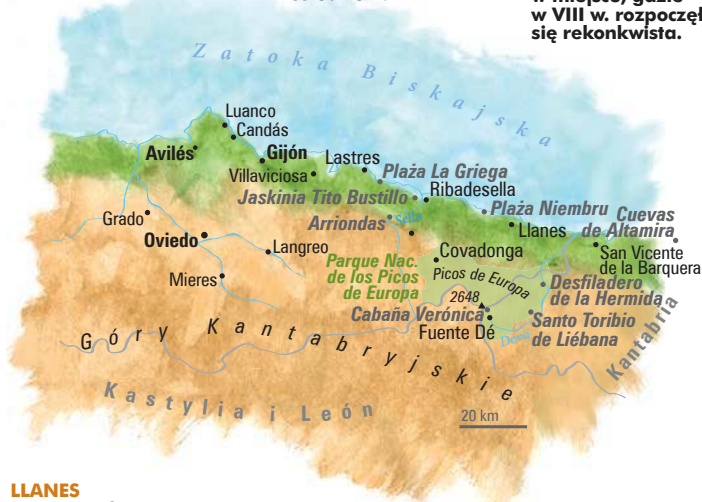 w miejsce, gdzie
w VIII w. rozpoczęł
się rekonkwista.
Zatoka Biskajska
Luanco
Candás
Avilés
Gijón
Lastres
Villaviciosa
Plaża La Griega
Jaskinia Tito Bustillo
Ribadesella
Arriondas
Sella
Plaża Niembru
Cuevas
de Altamira
Grado
Oviedo
Langreo
Llanes
San Vicente
de la Barquera
Covadonga
Parque Nac.
de los Picos
de Europa
Picos de Europa
Desfiladero
de la Hermida
Mieres
2648
Cabaña Verónica
Fuente Dé
Santo Toribio
de Liébana
Deva
Kantabria
Góry Kantabryjskie
Kastylia i León
20 km
LLANES